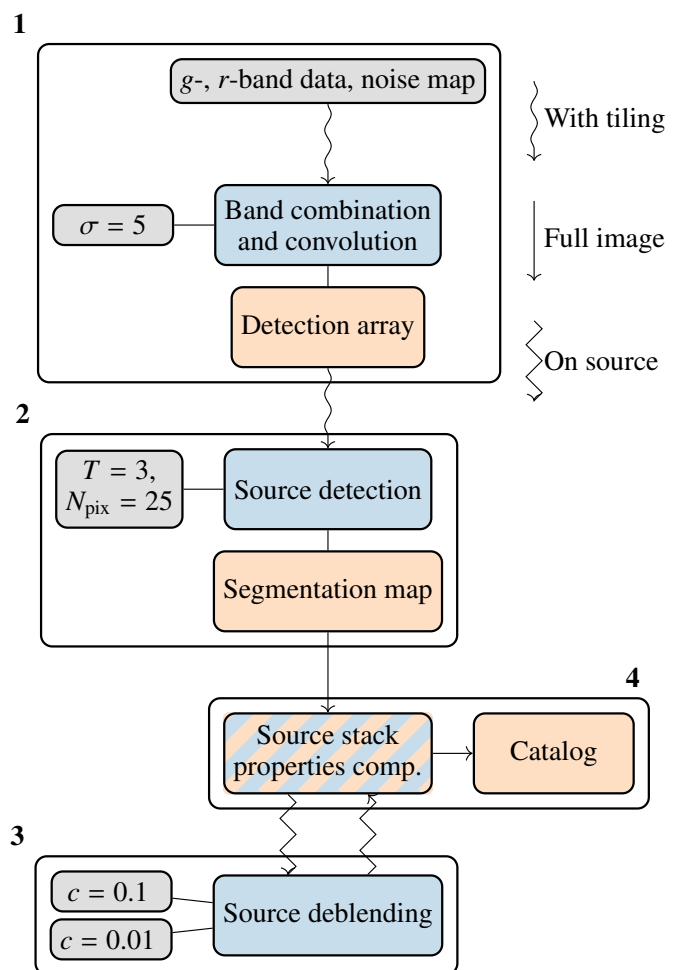 1
g-, r-band data, noise map
With tiling
Band combination
and convolution
σ = 5
Full image
Detection array
On source
2
T = 3,
N_pix = 25
Source detection
Segmentation map
4
Source stack
properties comp.
Catalog
3
c = 0.1
c = 0.01
Source deblending